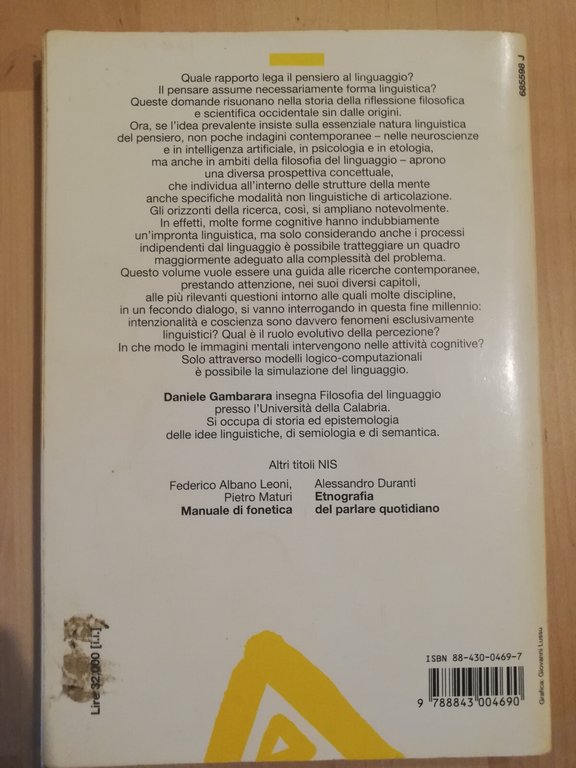 685598 J
Quale rapporto lega il pensiero al linguaggio?
Il pensare assume necessariamente forma linguistica?
Queste domande risuonano nella storia della riflessione filosofica
e scientifica occidentale sin dalle origini.
Ora, se l'idea prevalente insiste sulla essenziale natura linguistica
del pensiero, non poche indagini contemporanee – nelle neuroscienze
e in intelligenza artificiale, in psicologia e in etologia,
ma anche in ambiti della filosofia del linguaggio – aprono
una diversa prospettiva concettuale,
che individua all'interno delle strutture della mente
anche specifiche modalità non linguistiche di articolazione.
Gli orizzonti della ricerca, così, si ampliano notevolmente.
In effetti, molte forme cognitive hanno indubbiamente
un'impronta linguistica, ma solo considerando anche i processi
indipendenti dal linguaggio è possibile tratteggiare un quadro
maggiormente adeguato alla complessità del problema.
Questo volume vuole essere una guida alle ricerche contemporanee,
prestando attenzione, nei suoi diversi capitoli,
alle più rilevanti questioni intorno alle quali molte discipline,
in un fecondo dialogo, si vanno interrogando in questa fine millennio:
intenzionalità e coscienza sono davvero fenomeni esclusivamente
linguistici? Qual è il ruolo evolutivo della percezione?
In che modo le immagini mentali intervengono nelle attività cognitive?
Solo attraverso modelli logico-computazionali
è possibile la simulazione del linguaggio.
Daniele Gambarara insegna Filosofia del linguaggio
presso l'Università della Calabria.
Si occupa di storia ed epistemologia
delle idee linguistiche, di semiologia e di semantica.
Altri titoli NIS
Federico Albano Leoni,
Pietro Maturi
Manuale di fonetica
Alessandro Duranti
Etnografia
del parlare quotidiano
Lire 32.000 [i.i.]
ISBN 88-430-0469-7
9 788843 004690
Grafica: Giovanni Lussu